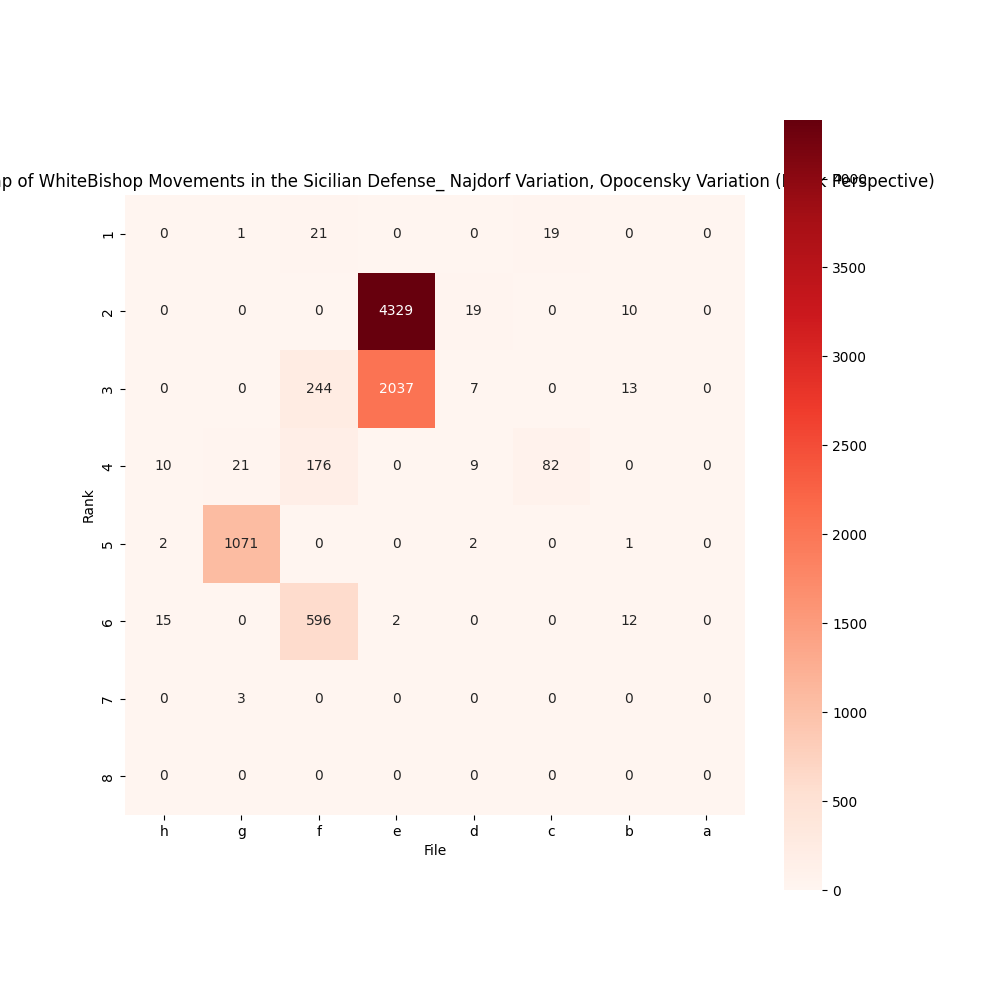 of WhiteBishop Movements in the Sicilian Defense_ Najdorf Variation, Opocensky Variation ( Perspective)
1 0 1 21 0 0 19 0 0
2 0 0 0 4329 19 0 10 0
3 0 0 244 2037 7 0 13 0
4 10 21 176 0 9 82 0 0
5 2 1071 0 0 2 0 1 0
6 15 0 596 2 0 0 12 0
7 0 3 0 0 0 0 0 0
8 0 0 0 0 0 0 0 0
h g f e d c b a
File
Rank
3500
3000
2500
2000
1500
1000
500
0